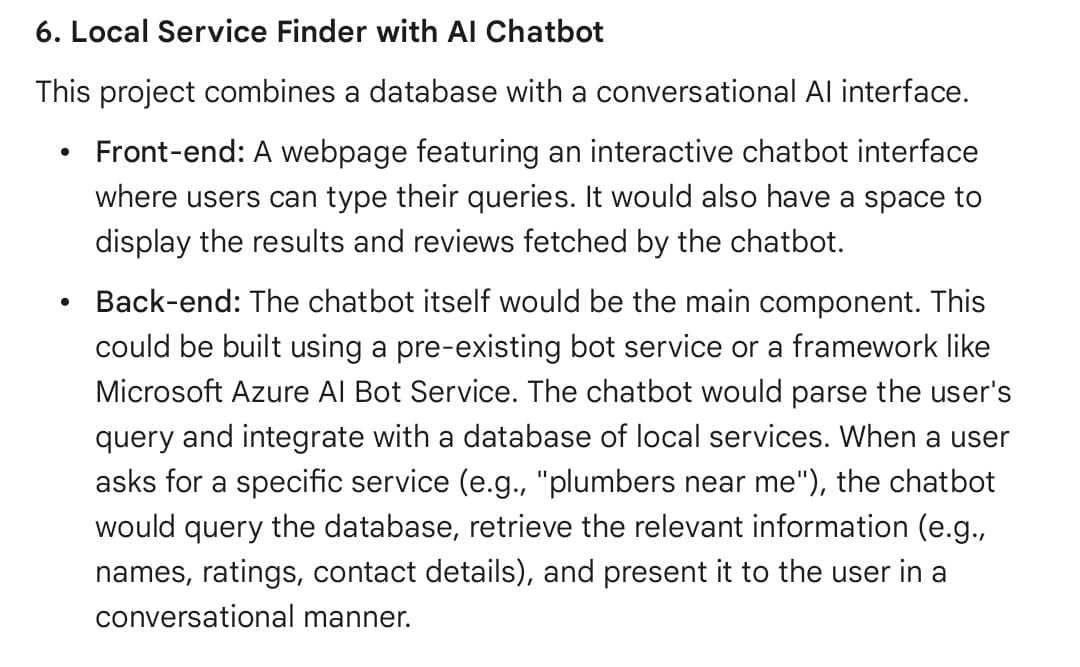 6. Local Service Finder with AI Chatbot
This project combines a database with a conversational AI interface.
• Front-end: A webpage featuring an interactive chatbot interface
where users can type their queries. It would also have a space to
display the results and reviews fetched by the chatbot.
• Back-end: The chatbot itself would be the main component. This
could be built using a pre-existing bot service or a framework like
Microsoft Azure AI Bot Service. The chatbot would parse the user's
query and integrate with a database of local services. When a user
asks for a specific service (e.g., "plumbers near me"), the chatbot
would query the database, retrieve the relevant information (e.g.,
names, ratings, contact details), and present it to the user in a
conversational manner.